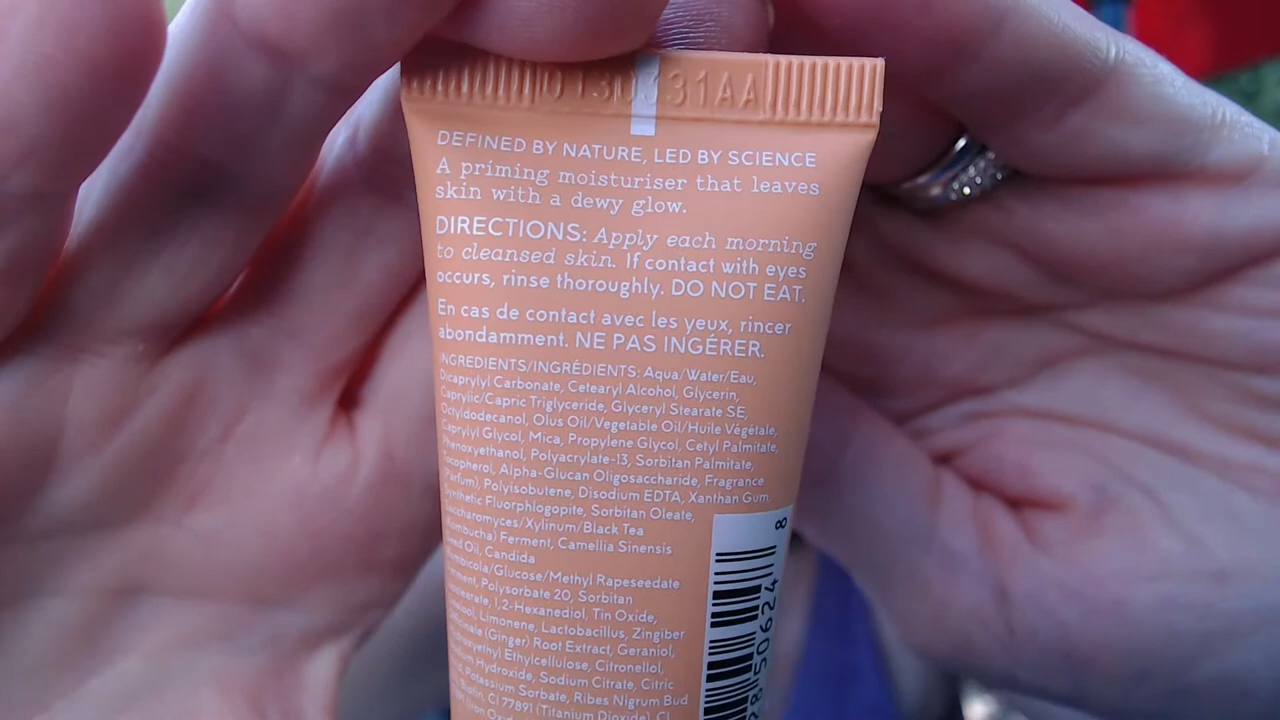 31AA
DEFINED BY NATURE, LED BY SCIENCE
A priming moisturiser that leaves
skin with a dewy glow.
DIRECTIONS: Apply each morning
to cleansed skin. If contact with eyes
occurs, rinse thoroughly. DO NOT EAT.
En cas de contact avec les yeux, rincer
abondamment. NE PAS INGÉRER.
INGREDIENTS/INGRÉDIENTS: Aqua/Water/Eau,
Dicaprylyl Carbonate, Cetearyl Alcohol, Glycerin,
Caprylic/Capric Triglyceride, Glyceryl Stearate SE,
Octyldodecanol, Olus Oil/Vegetable Oil/Huile Végétale,
Caprylyl Glycol, Mica, Propylene Glycol, Cetyl Palmitate,
Phenoxyethanol, Polyacrylate-13, Sorbitan Palmitate,
Tocopherol, Alpha-Glucan Oligosaccharide, Fragrance
(Parfum), Polyisobutene, Disodium EDTA, Xanthan Gum,
Synthetic Fluorphlogopite, Sorbitan Oleate,
Saccharomyces/Xylinum/Black Tea
(Kombucha) Ferment, Camellia Sinensis
Seed Oil, Candida
Bombicola/Glucose/Methyl Rapeseedate
Ferment, Polysorbate 20, Sorbitan
1,2-Hexanediol, Tin Oxide,
Linalool, Limonene, Lactobacillus, Zingiber
Officinale (Ginger) Root Extract, Geraniol,
Hydroxyethyl Ethylcellulose, Citronellol,
Sodium Hydroxide, Sodium Citrate, Citric
Potassium Sorbate, Ribes Nigrum Bud
Biotin, CI 77891 (Titanium Dioxide), CI
(Iron Oxide
8
50624